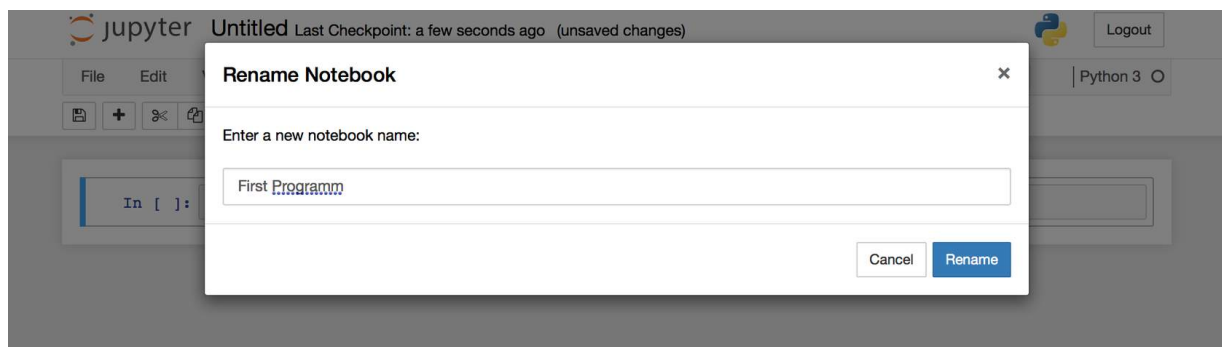 jupyter Untitled Last Checkpoint: a few seconds ago (unsaved changes) Logout
File Edit Python 3
Rename Notebook
Enter a new notebook name:
First Programm
In [ ]:
Cancel Rename